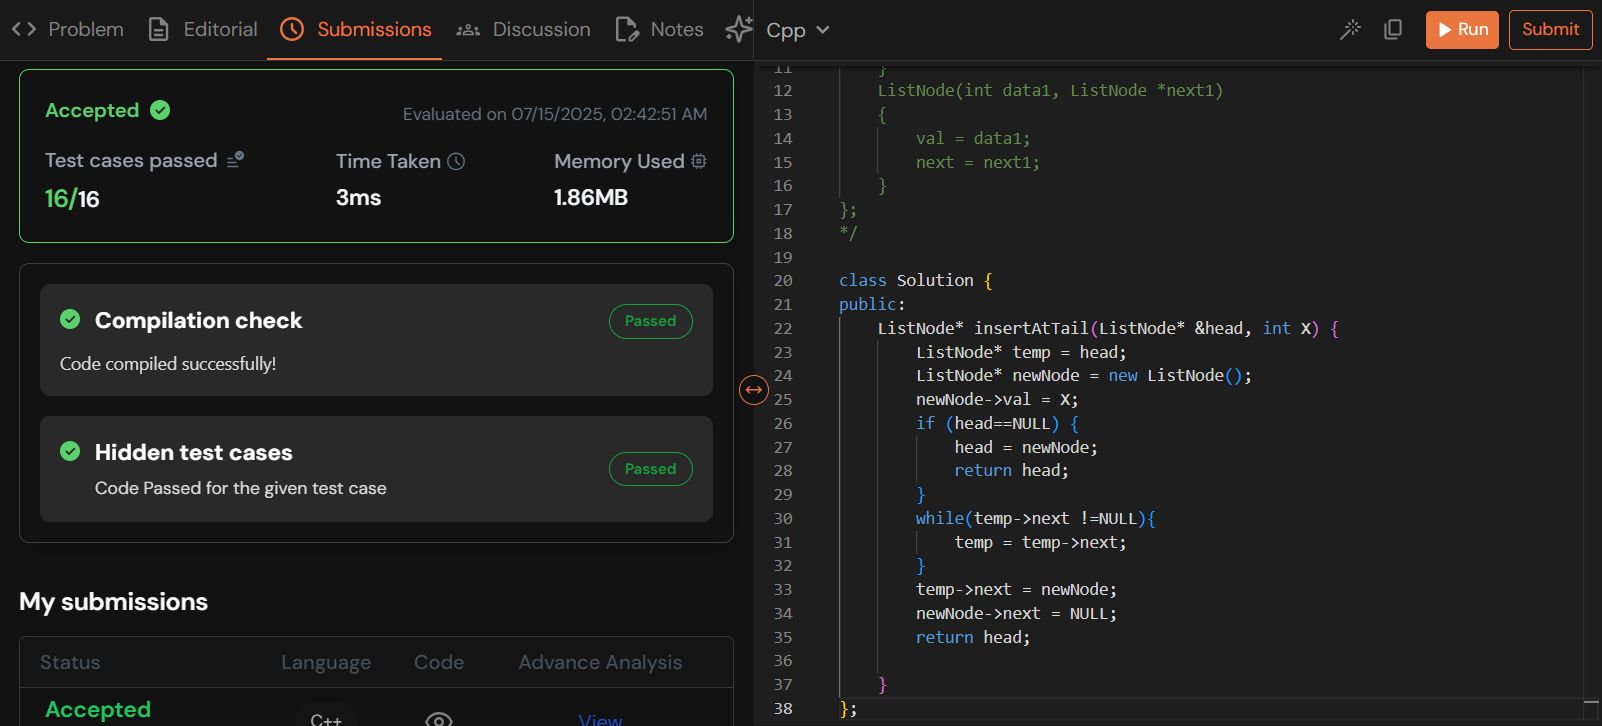 Problem Editorial Submissions Discussion Notes
Cpp Run Submit
Accepted
Evaluated on 07/15/2025, 02:42:51 AM
Test cases passed Time Taken Memory Used
16/16 3ms 1.86MB
Compilation check Passed
Code compiled successfully!
Hidden test cases Passed
Code Passed for the given test case
My submissions
Status Language Code Advance Analysis
Accepted C++ View
11 }
12 ListNode(int data1, ListNode *next1)
13 {
14 val = data1;
15 next = next1;
16 }
17 };
18 */
19
20 class Solution {
21 public:
22 ListNode* insertAtTail(ListNode* &head, int X) {
23 ListNode* temp = head;
24 ListNode* newNode = new ListNode();
25 newNode->val = X;
26 if (head==NULL) {
27 head = newNode;
28 return head;
29 }
30 while(temp->next !=NULL){
31 temp = temp->next;
32 }
33 temp->next = newNode;
34 newNode->next = NULL;
35 return head;
36
37 }
38 };